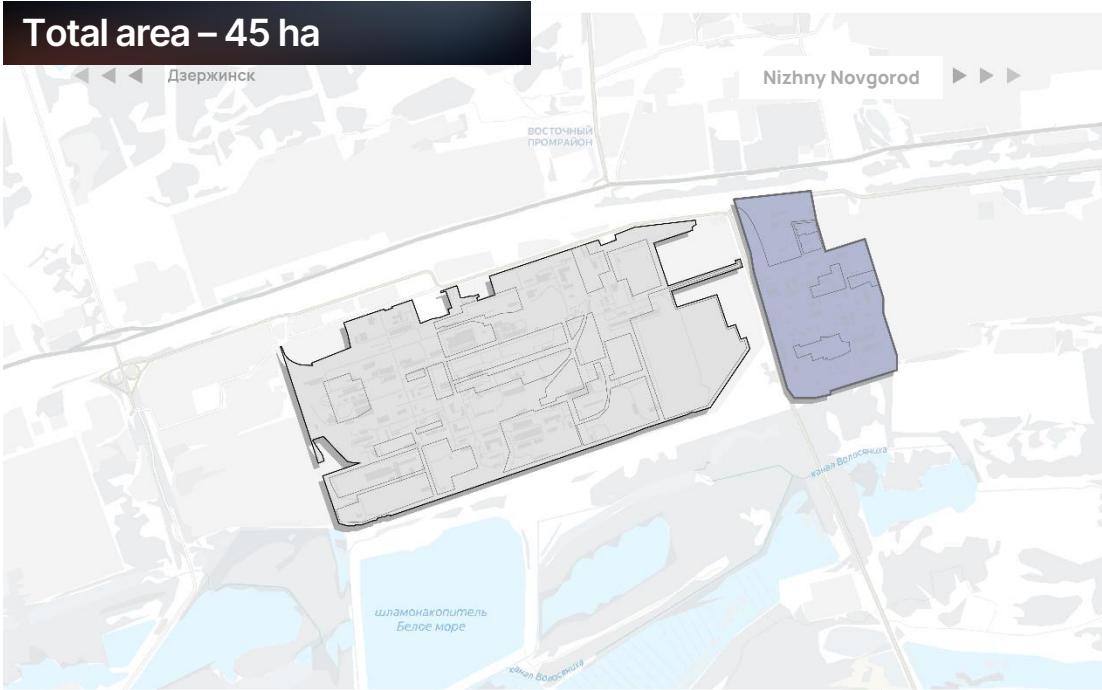 Total area – 45 ha
Дзержинск
Nizhny Novgorod
ВОСТОЧНЫЙ
ПРОМРАЙОН
канал Волосяниха
шламонакопитель
Белое море
канал Волосяниха